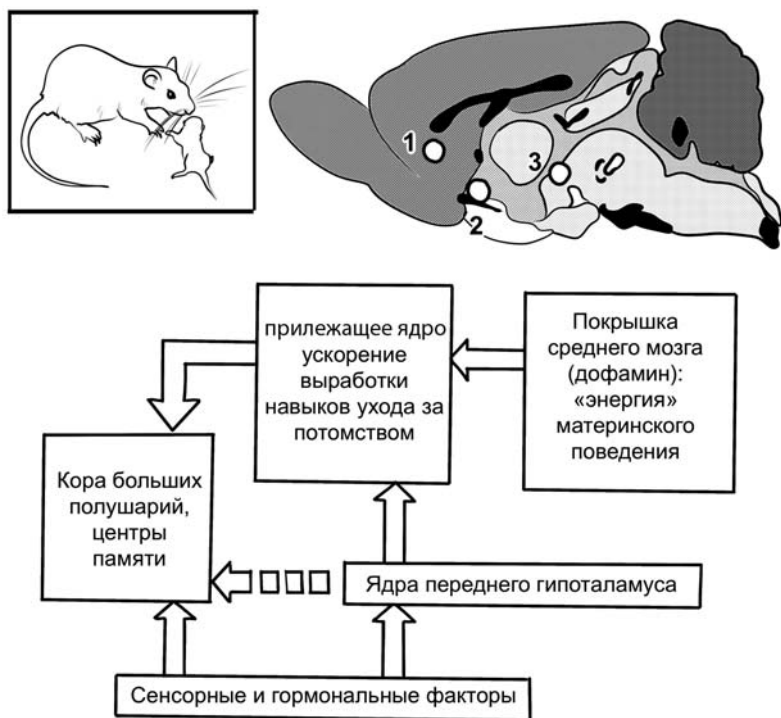 1
2
3
прилежащее ядро
ускорение
выработки
навыков ухода за
потомством
Покрышка
среднего мозга
(дофамин):
«энергия»
материнского
поведения
Кора больших
полушарий,
центры
памяти
Ядра переднего гипоталамуса
Сенсорные и гормональные факторы